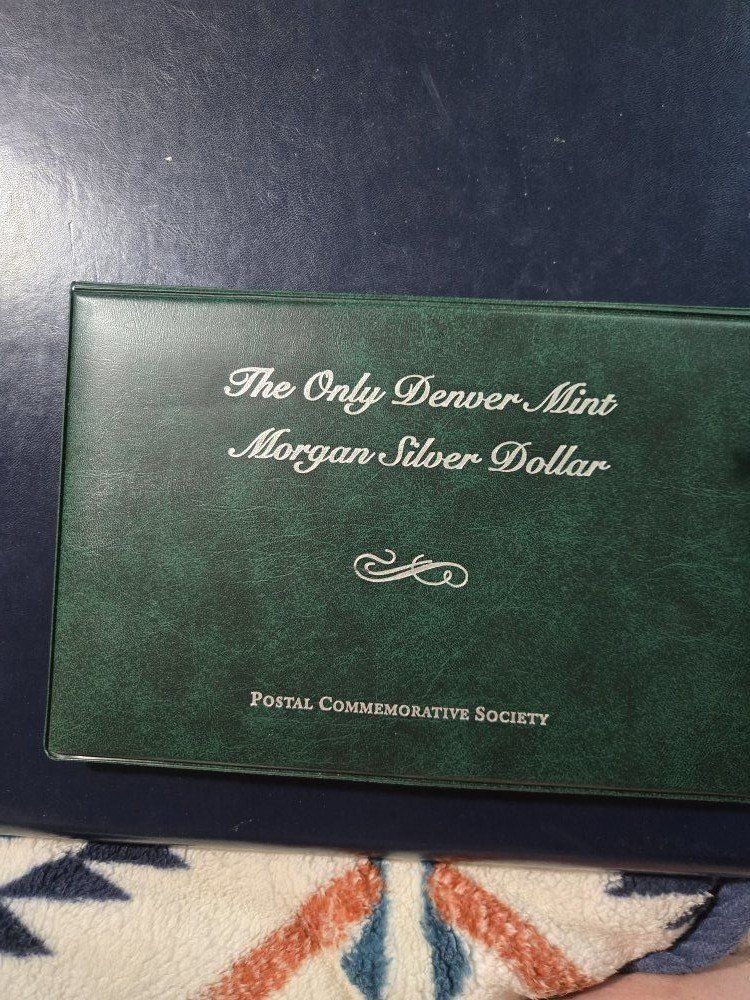 The Only Denver Mint
Morgan Silver Dollar
Postal Commemorative Society